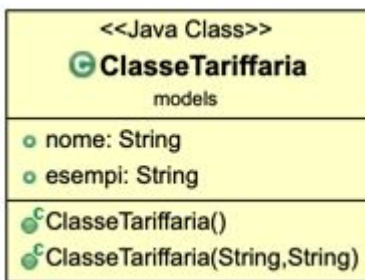 <<Java Class>>
ClasseTariffaria
models
nome: String
esempi: String
ClasseTariffaria()
ClasseTariffaria(String,String)